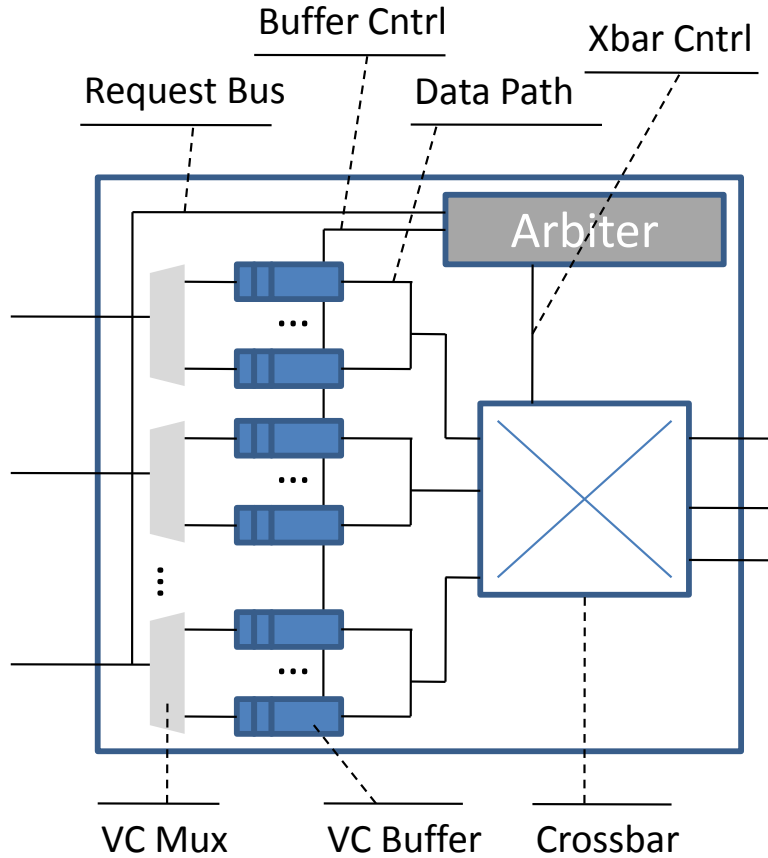 Buffer Cntrl
Xbar Cntrl
Request Bus
Data Path
Arbiter
VC Mux
VC Buffer
Crossbar